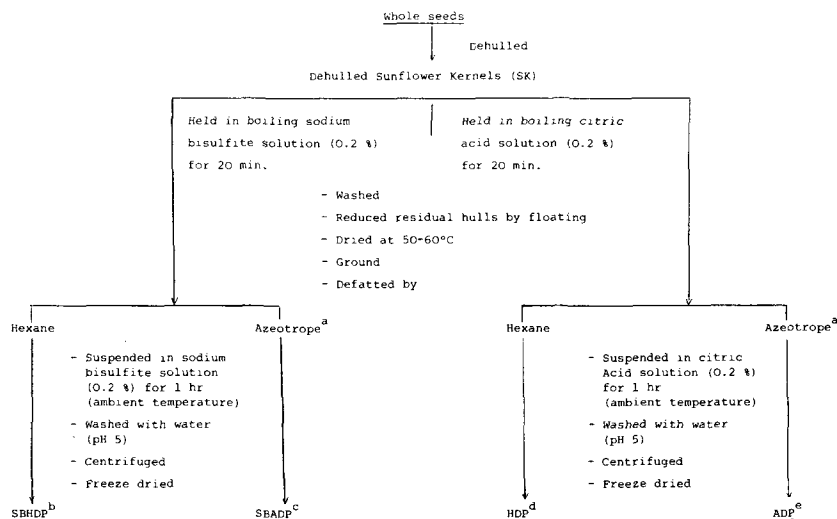 Whole seeds
Dehulled
Dehulled Sunflower Kernels (SK)
Held in boiling sodium
bisulfite solution (0.2 %)
for 20 min.
Held in boiling citric
acid solution (0.2 %)
for 20 min.
- Washed
- Reduced residual hulls by floating
- Dried at 50-60°C
- Ground
- Defatted by
Hexane
Azeotrope a
- Suspended in sodium
bisulfite solution
(0.2 %) for 1 hr
(ambient temperature)
- Washed with water
(pH 5)
- Centrifuged
- Freeze dried
SBHDP b
SBADP c
Hexane
Azeotrope a
- Suspended in citric
Acid solution (0.2 %)
for 1 hr
(ambient temperature)
- Washed with water
(pH 5)
- Centrifuged
- Freeze dried
HDP d
ADP e